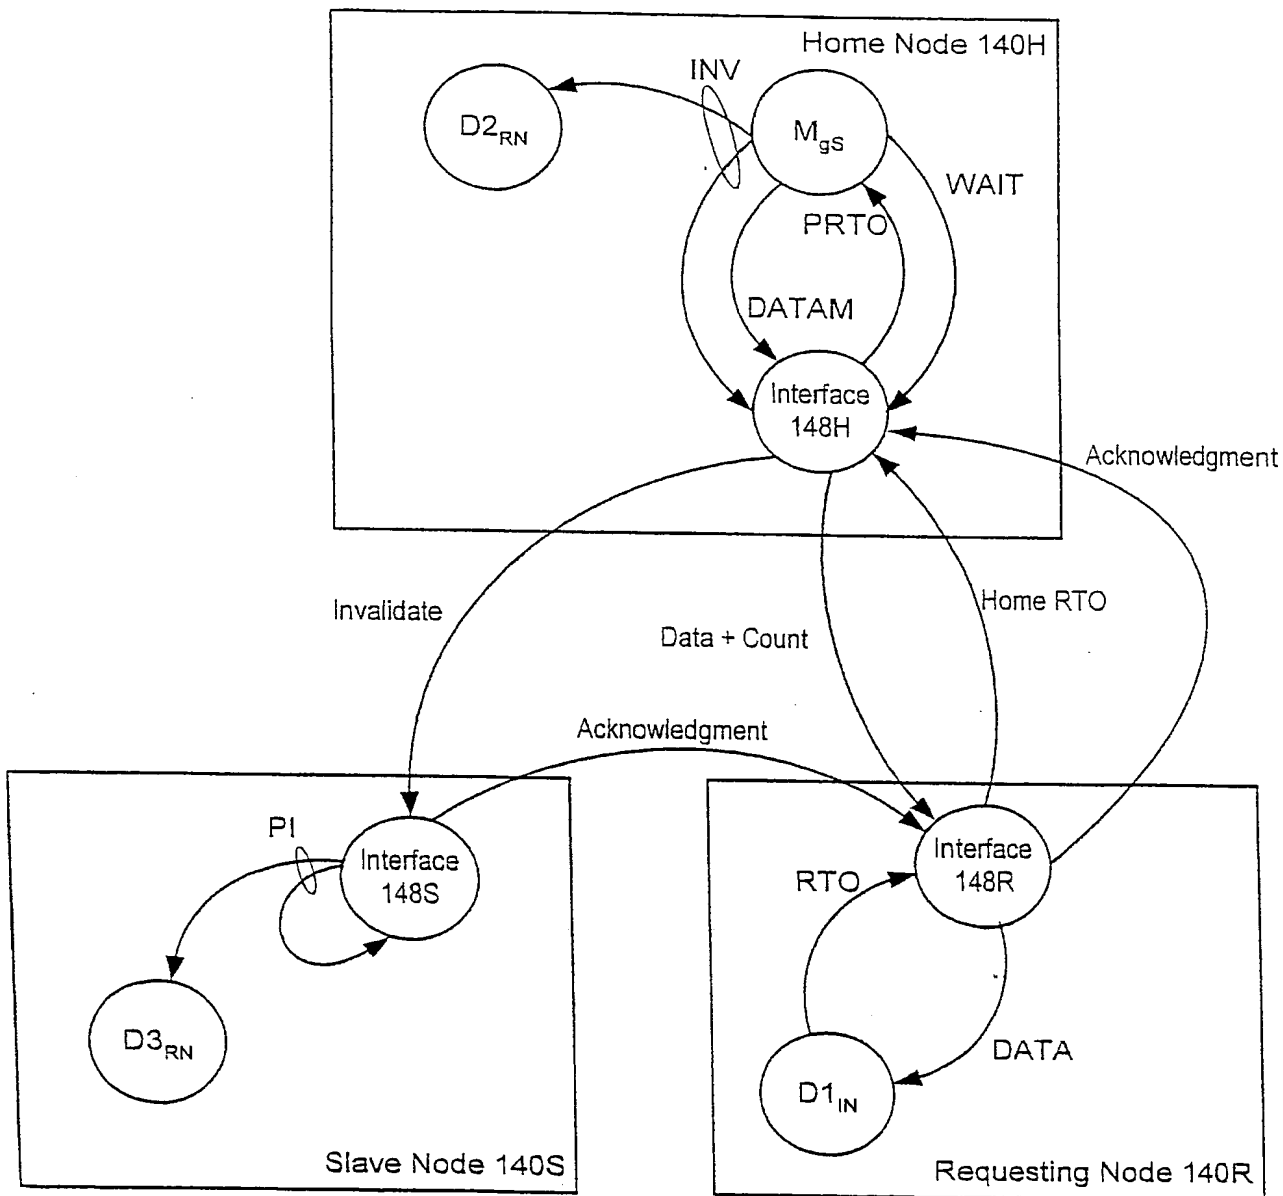 Home Node 140H
INV
D2RN
MgS
WAIT
PRTO
DATAM
Interface
148H
Acknowledgment
Invalidate
Home RTO
Data + Count
Acknowledgment
PI
Interface
148S
Interface
148R
RTO
D3RN
DATA
D1IN
Slave Node 140S
Requesting Node 140R